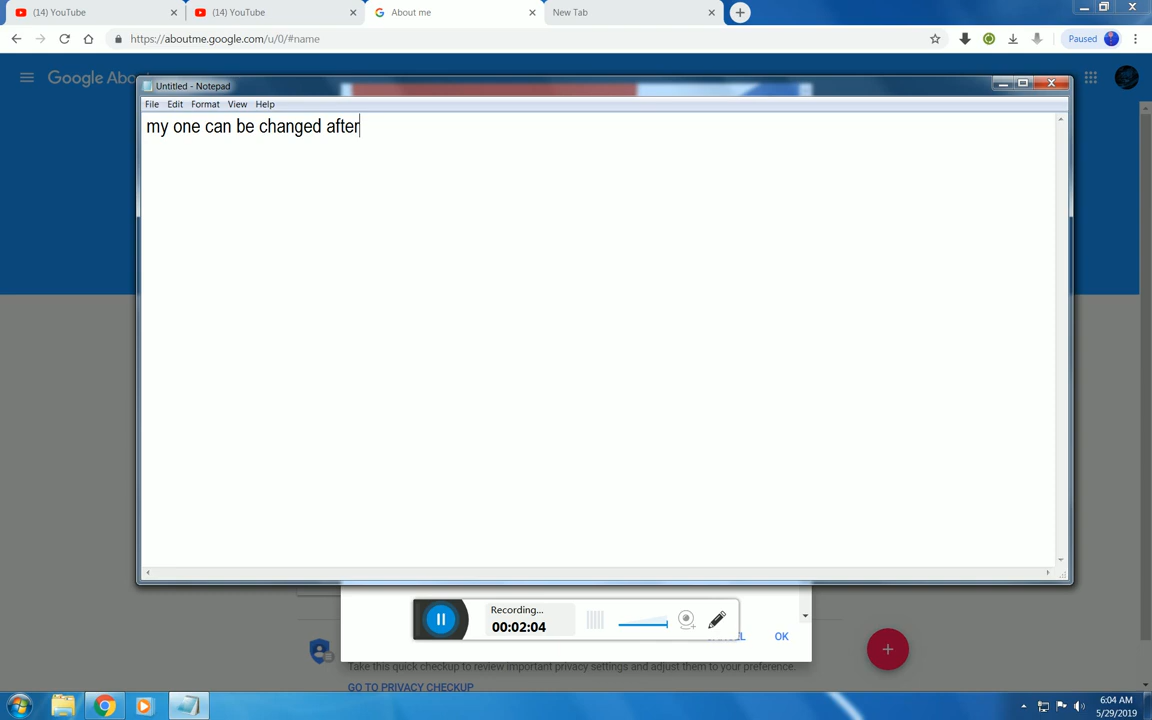 (14) YouTube
(14) YouTube
About me
New Tab
https://aboutme.google.com/u/0/#name
Paused
Google Abo
Untitled - Notepad
File Edit Format View Help
my one can be changed after
Recording...
00:02:04
OK
Take this quick checkup to review important privacy settings and adjust them to your preference.
GO TO PRIVACY CHECKUP
6:04 AM
5/29/2019